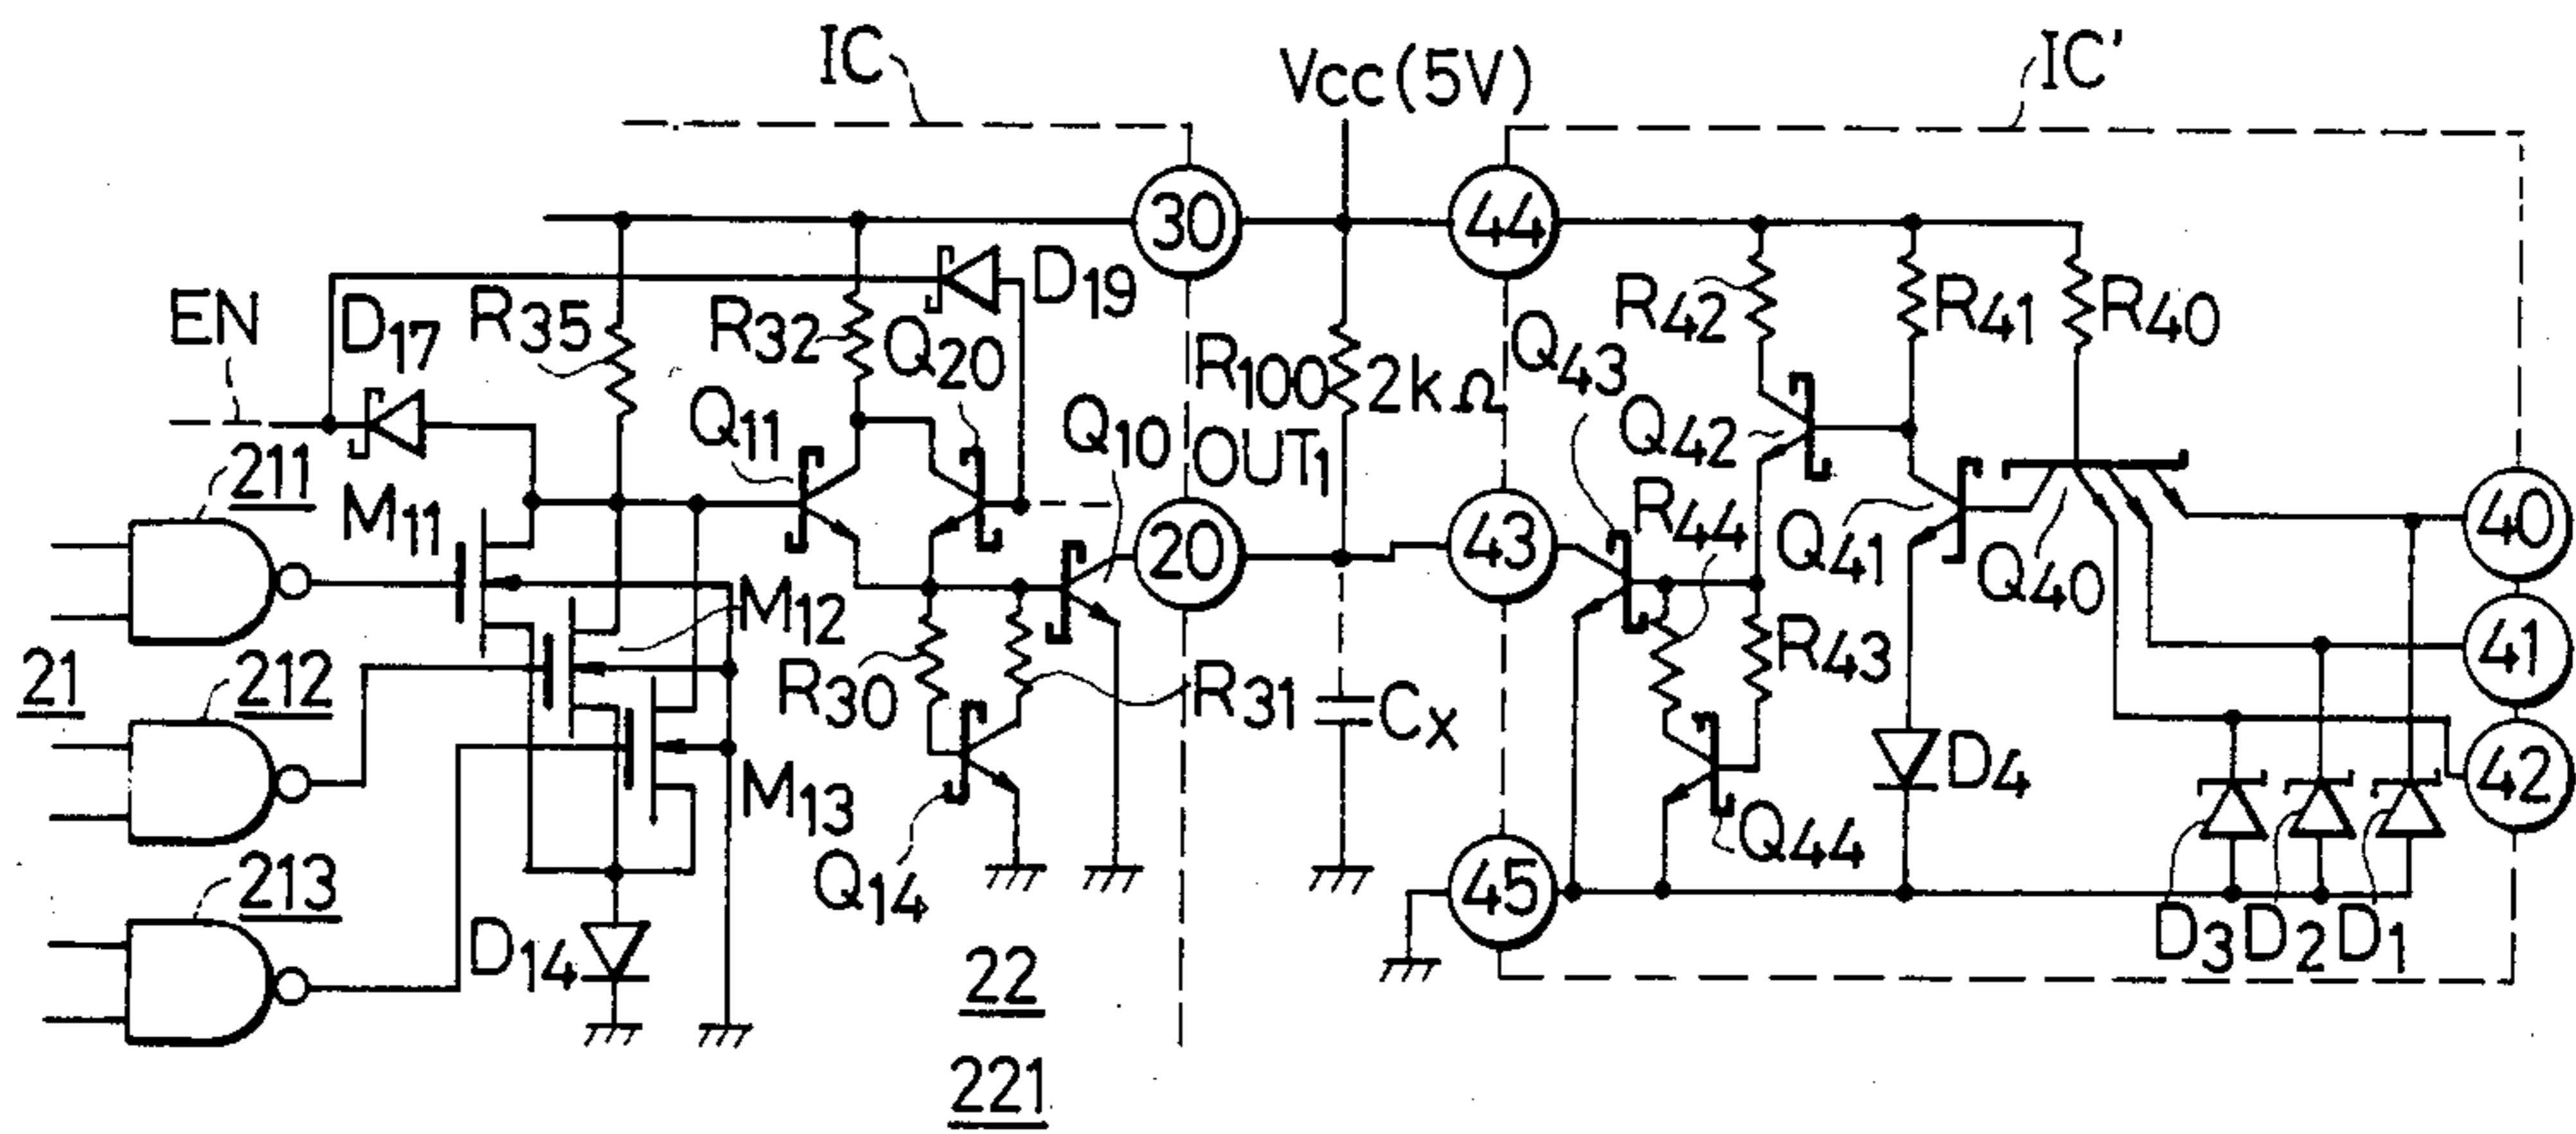 IC
Vcc(5V)
IC'
30
44
EN
D17
R35
R32
Q20
D19
R100
2kΩ
Q43
R42
R41
R40
211
M11
Q11
Q10
OUT1
Q42
R44
Q41
Q40
40
20
43
41
21
212
M12
R30
R31
Cx
R43
42
M13
Q14
D4
Q44
213
D14
45
D3
D2
D1
22
221